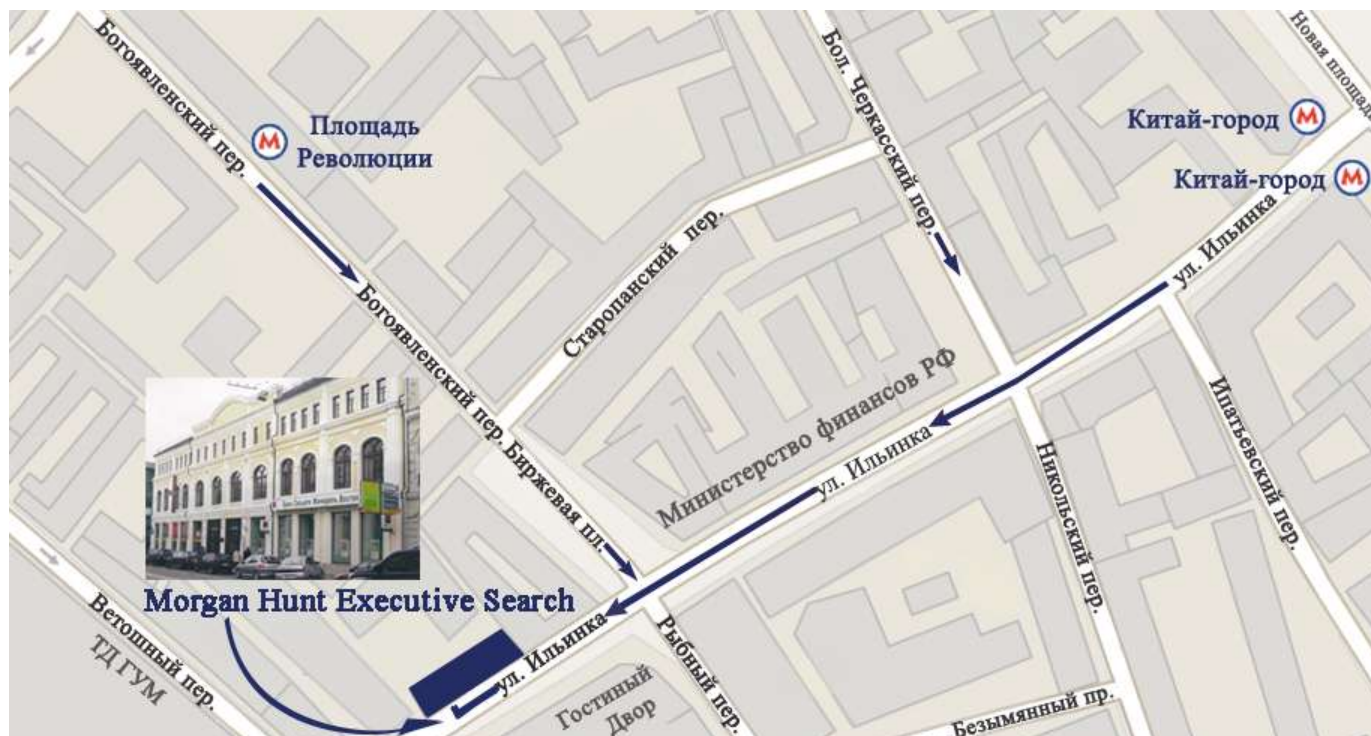 Богоявленский пер.
Площадь
Революции
М
Бол. Черкасский пер.
Новая площадь
Китай-город М
Китай-город М
ул. Ильинка
Старопанский пер.
Богоявленский пер.
Биржевая пл.
Министерство финансов РФ
ул. Ильинка
Никольский пер.
Ипатьевский пер.
Morgan Hunt Executive Search
Ветошный пер.
ТД ГУМ
ул. Ильинка
Рыбный пер.
Гостиный
Двор
Безымянный пр.